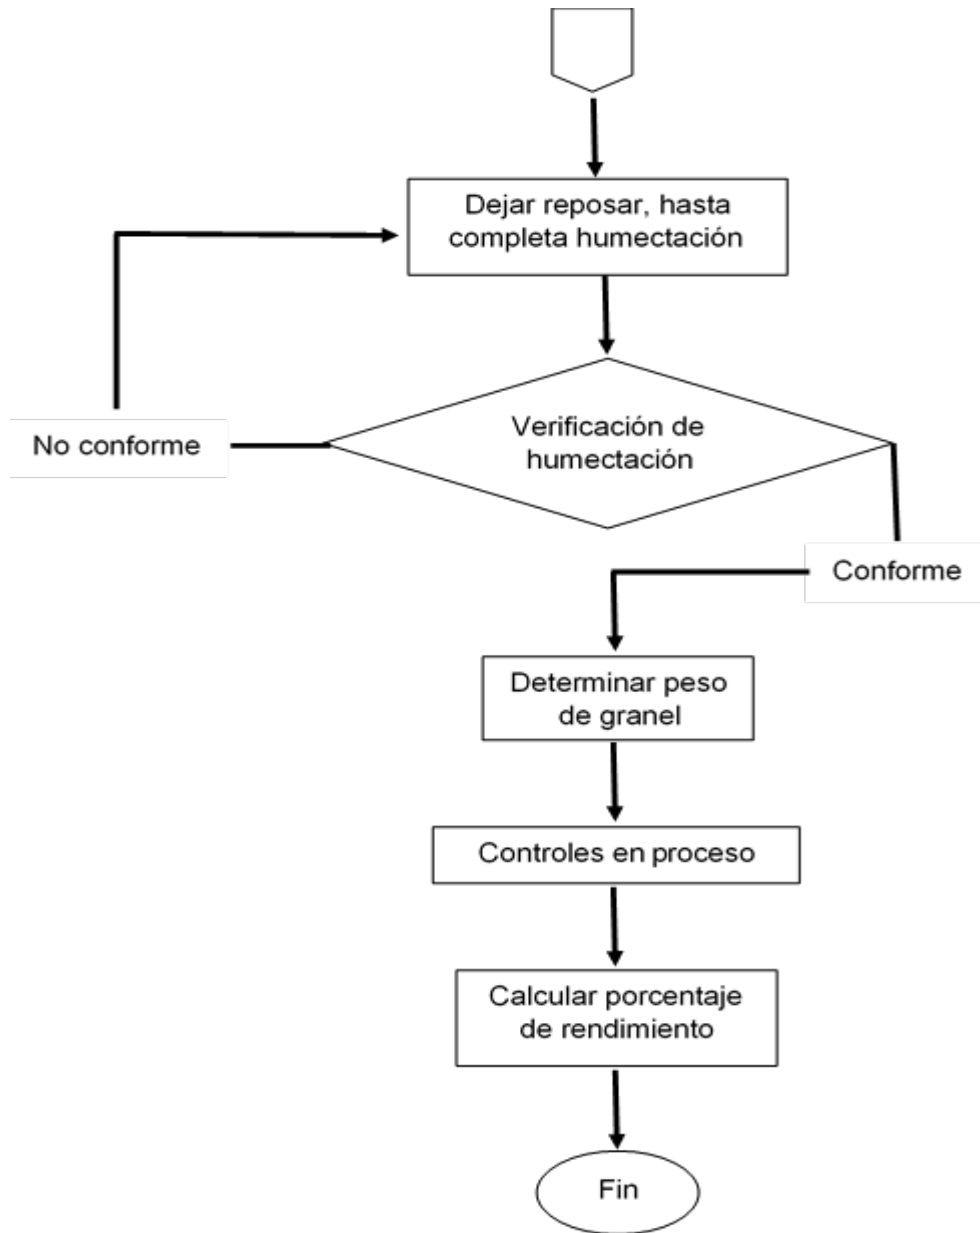 Dejar reposar, hasta
completa humectación
Verificación de
humectación
No conforme
Conforme
Determinar peso
de granel
Controles en proceso
Calcular porcentaje
de rendimiento
Fin